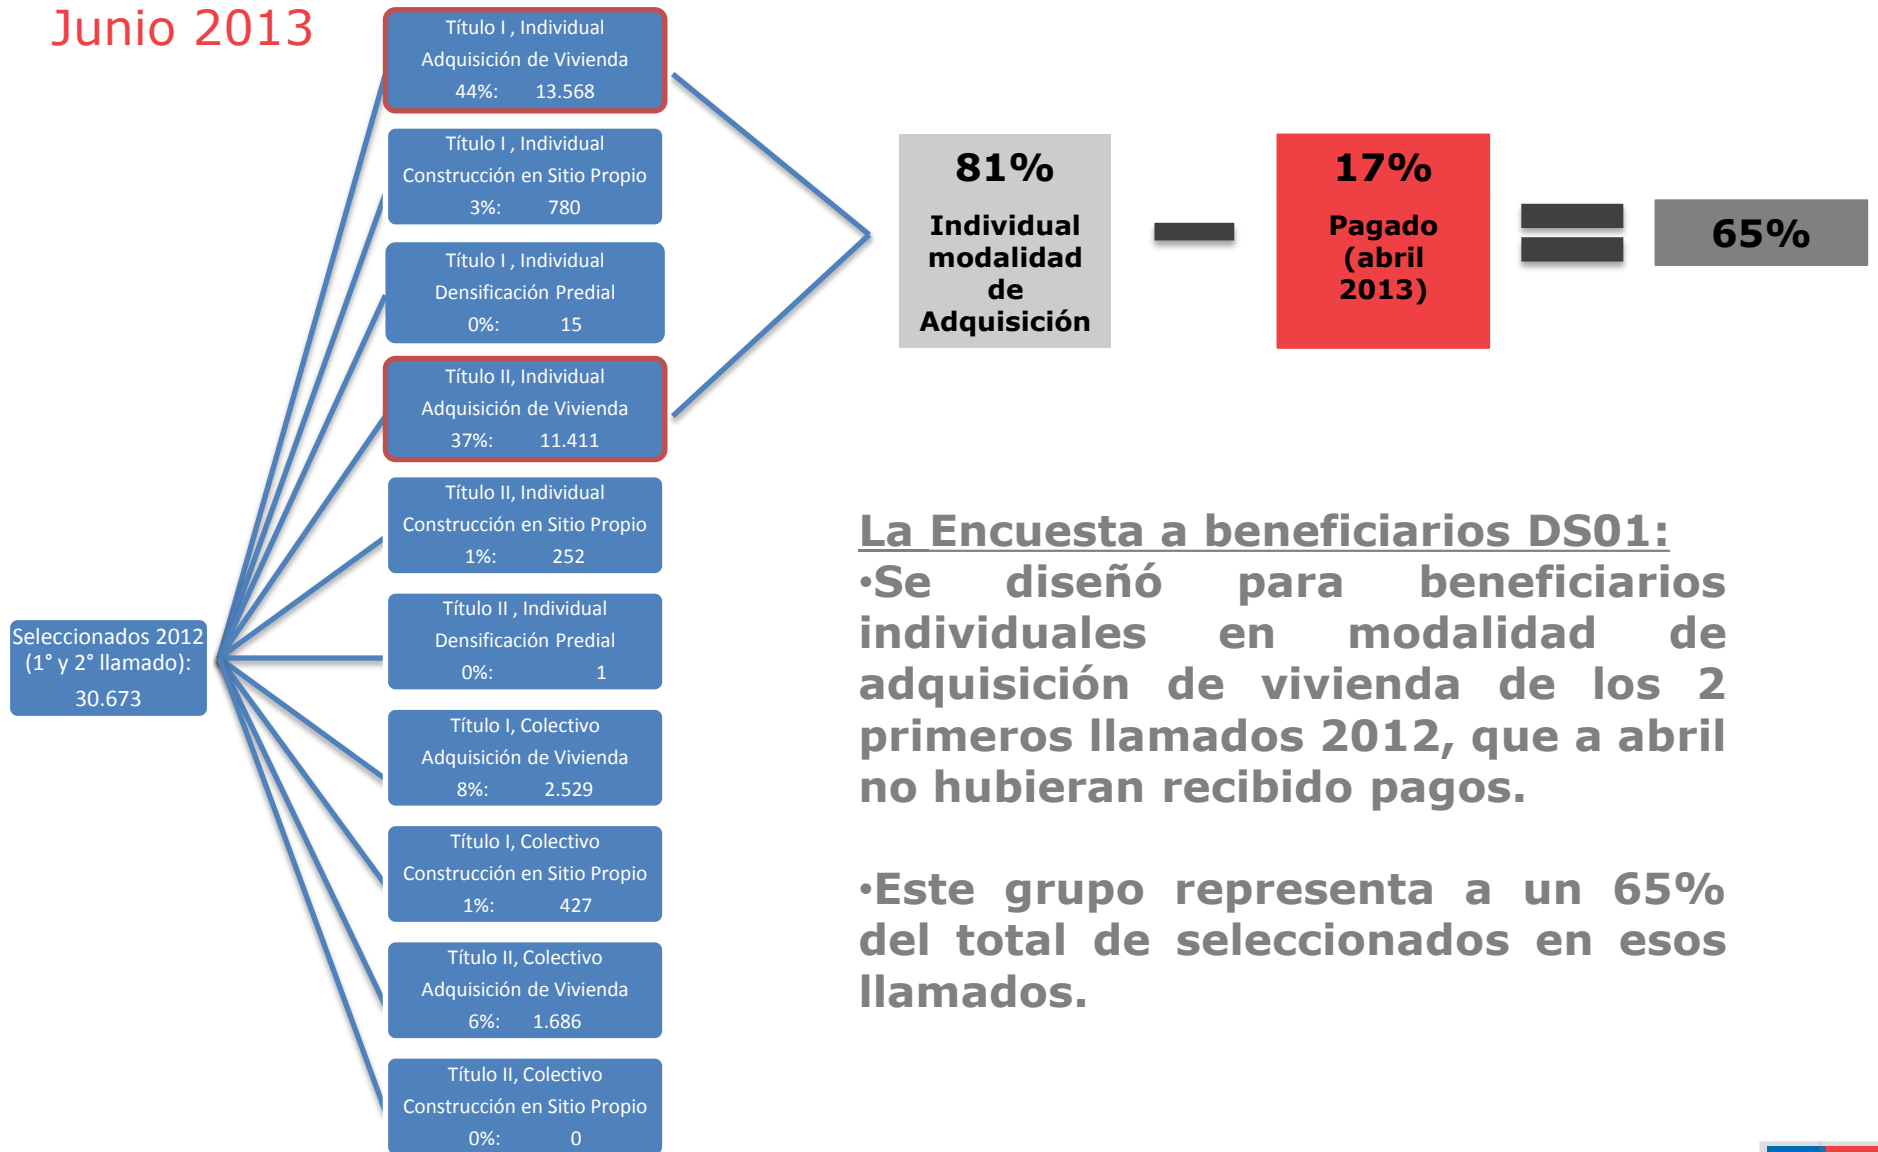 Junio 2013
Seleccionados 2012
(1° y 2° llamado):
30.673
Título I , Individual
Adquisición de Vivienda
44%: 13.568
Título I , Individual
Construcción en Sitio Propio
3%: 780
Título I , Individual
Densificación Predial
0%: 15
Título II, Individual
Adquisición de Vivienda
37%: 11.411
Título II, Individual
Construcción en Sitio Propio
1%: 252
Título II , Individual
Densificación Predial
0%: 1
Título I, Colectivo
Adquisición de Vivienda
8%: 2.529
Título I, Colectivo
Construcción en Sitio Propio
1%: 427
Título II, Colectivo
Adquisición de Vivienda
6%: 1.686
Título II, Colectivo
Construcción en Sitio Propio
0%: 0
81%
Individual
modalidad
de
Adquisición
17%
Pagado
(abril
2013)
65%
La Encuesta a beneficiarios DS01:
•Se diseñó para beneficiarios
individuales en modalidad de
adquisición de vivienda de los 2
primeros llamados 2012, que a abril
no hubieran recibido pagos.
•Este grupo representa a un 65%
del total de seleccionados en esos
llamados.